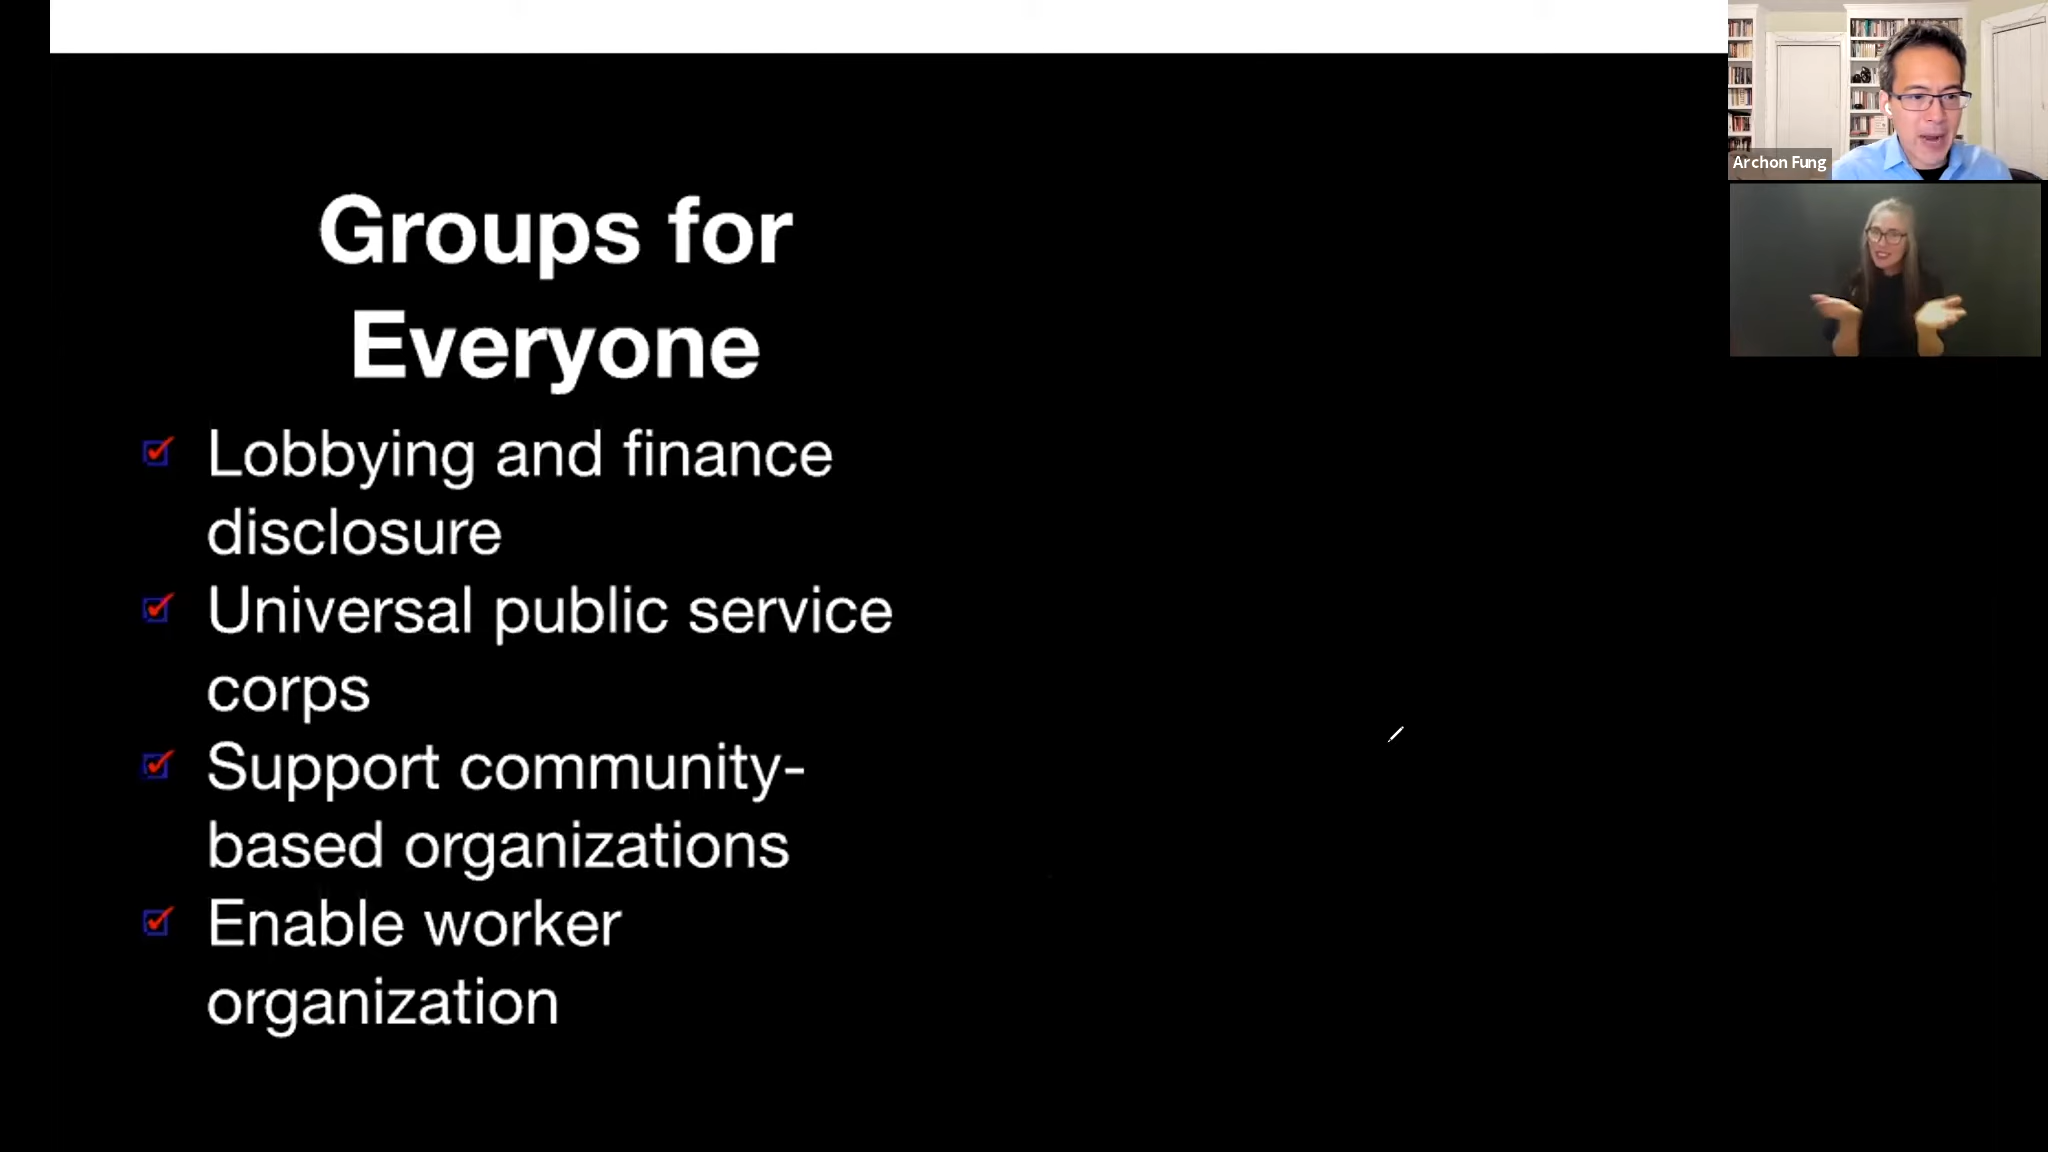 Groups for
Everyone
Lobbying and finance
disclosure
Universal public service
corps
Support community-
based organizations
Enable worker
organization
Archon Fung